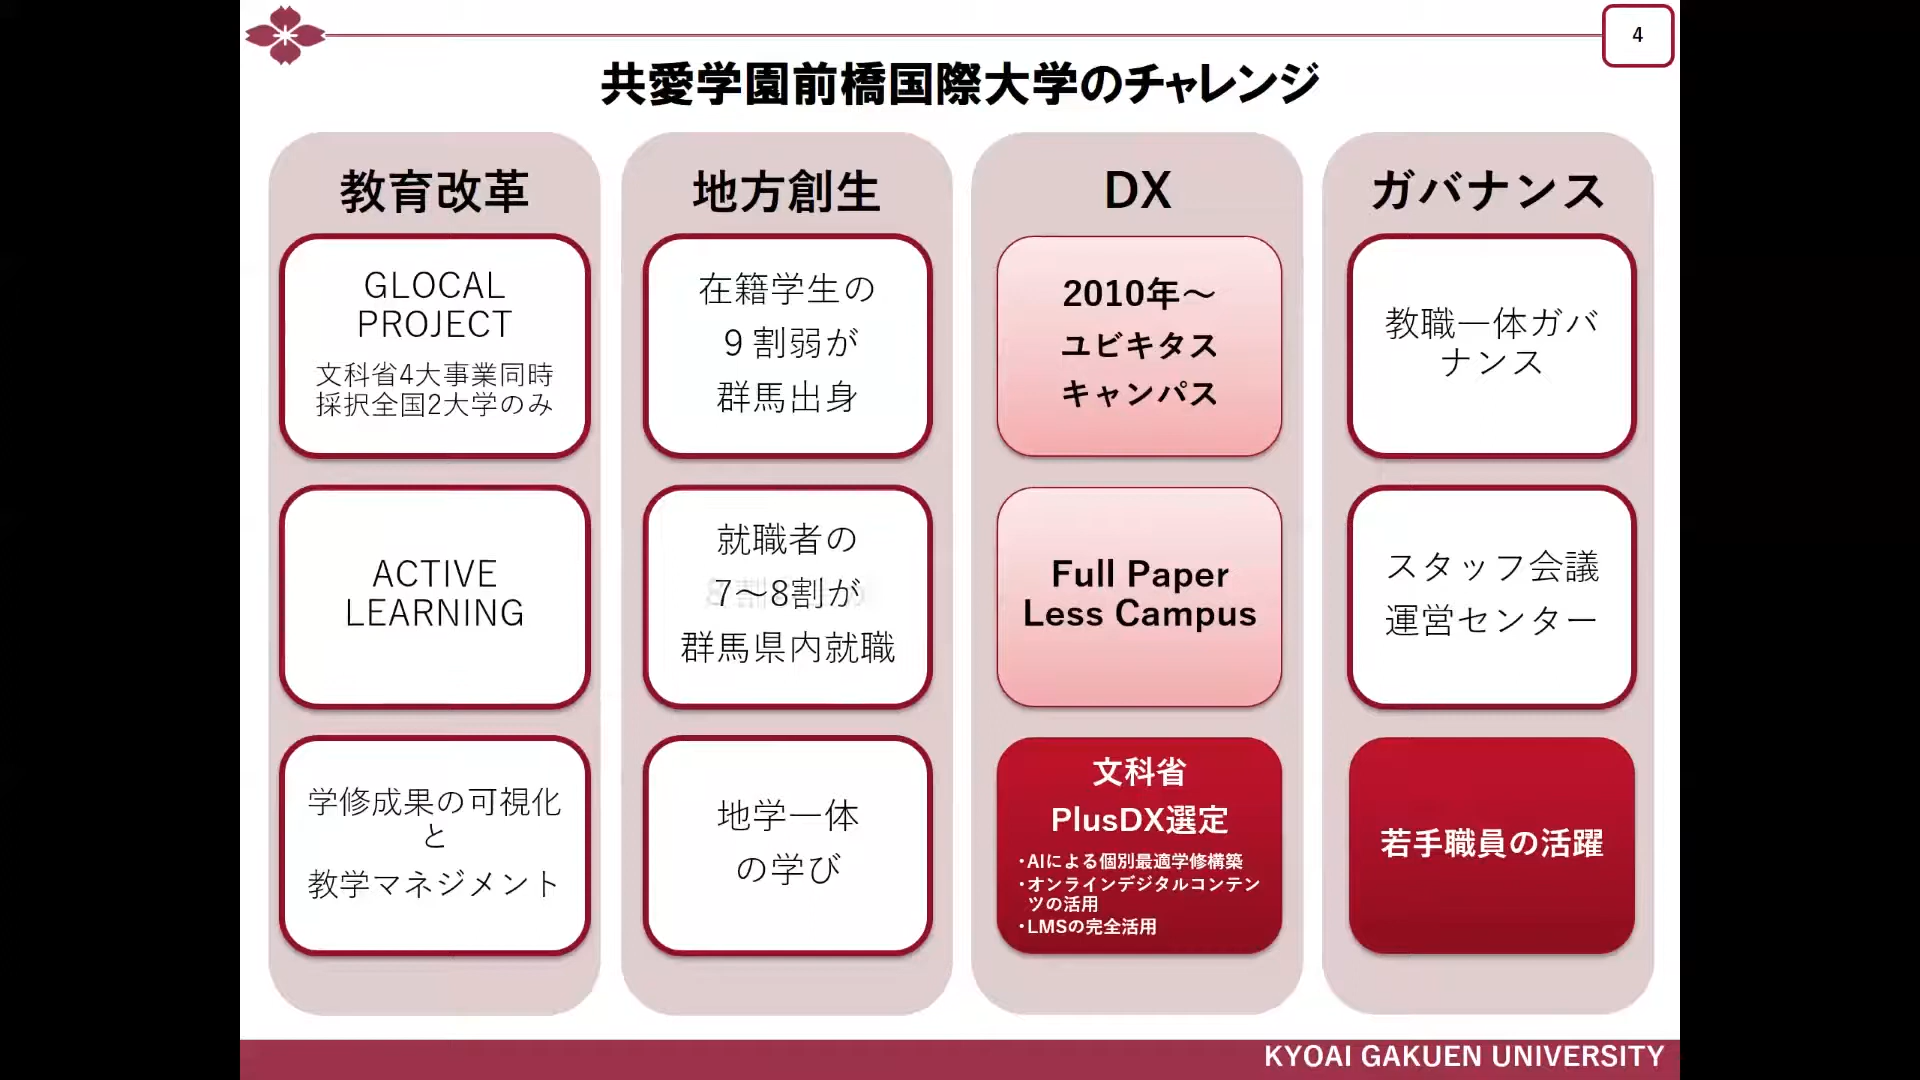 4
共愛学園前橋国際大学のチャレンジ
教育改革
GLOCAL
PROJECT
文科省4大事業同時
採択全国2大学のみ
ACTIVE
LEARNING
学修成果の可視化
と
教学マネジメント
地方創生
在籍学生の
９割弱が
群馬出身
就職者の
7～8割が
群馬県内就職
地学一体
の学び
DX
2010年～
ユビキタス
キャンパス
Full Paper
Less Campus
文科省
PlusDX選定
・AIによる個別最適学修構築
・オンラインデジタルコンテン
ツの活用
・LMSの完全活用
ガバナンス
教職一体ガバ
ナンス
スタッフ会議
運営センター
若手職員の活躍
KYOAI GAKUEN UNIVERSITY